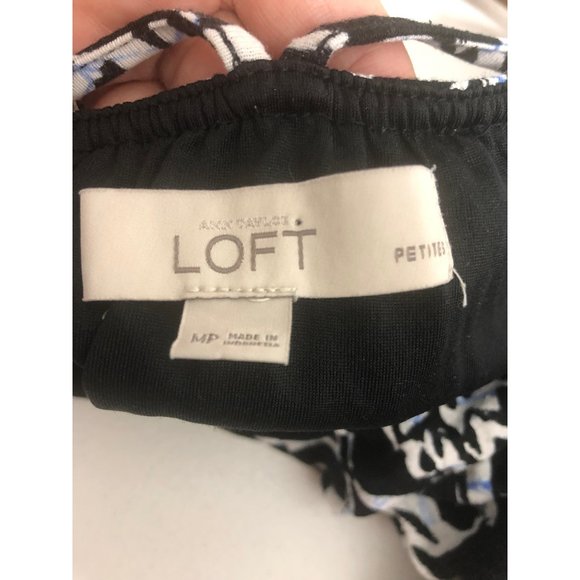 ANN TAYLOR
LOFT
PETITES
MP
MADE IN
INDONESIA